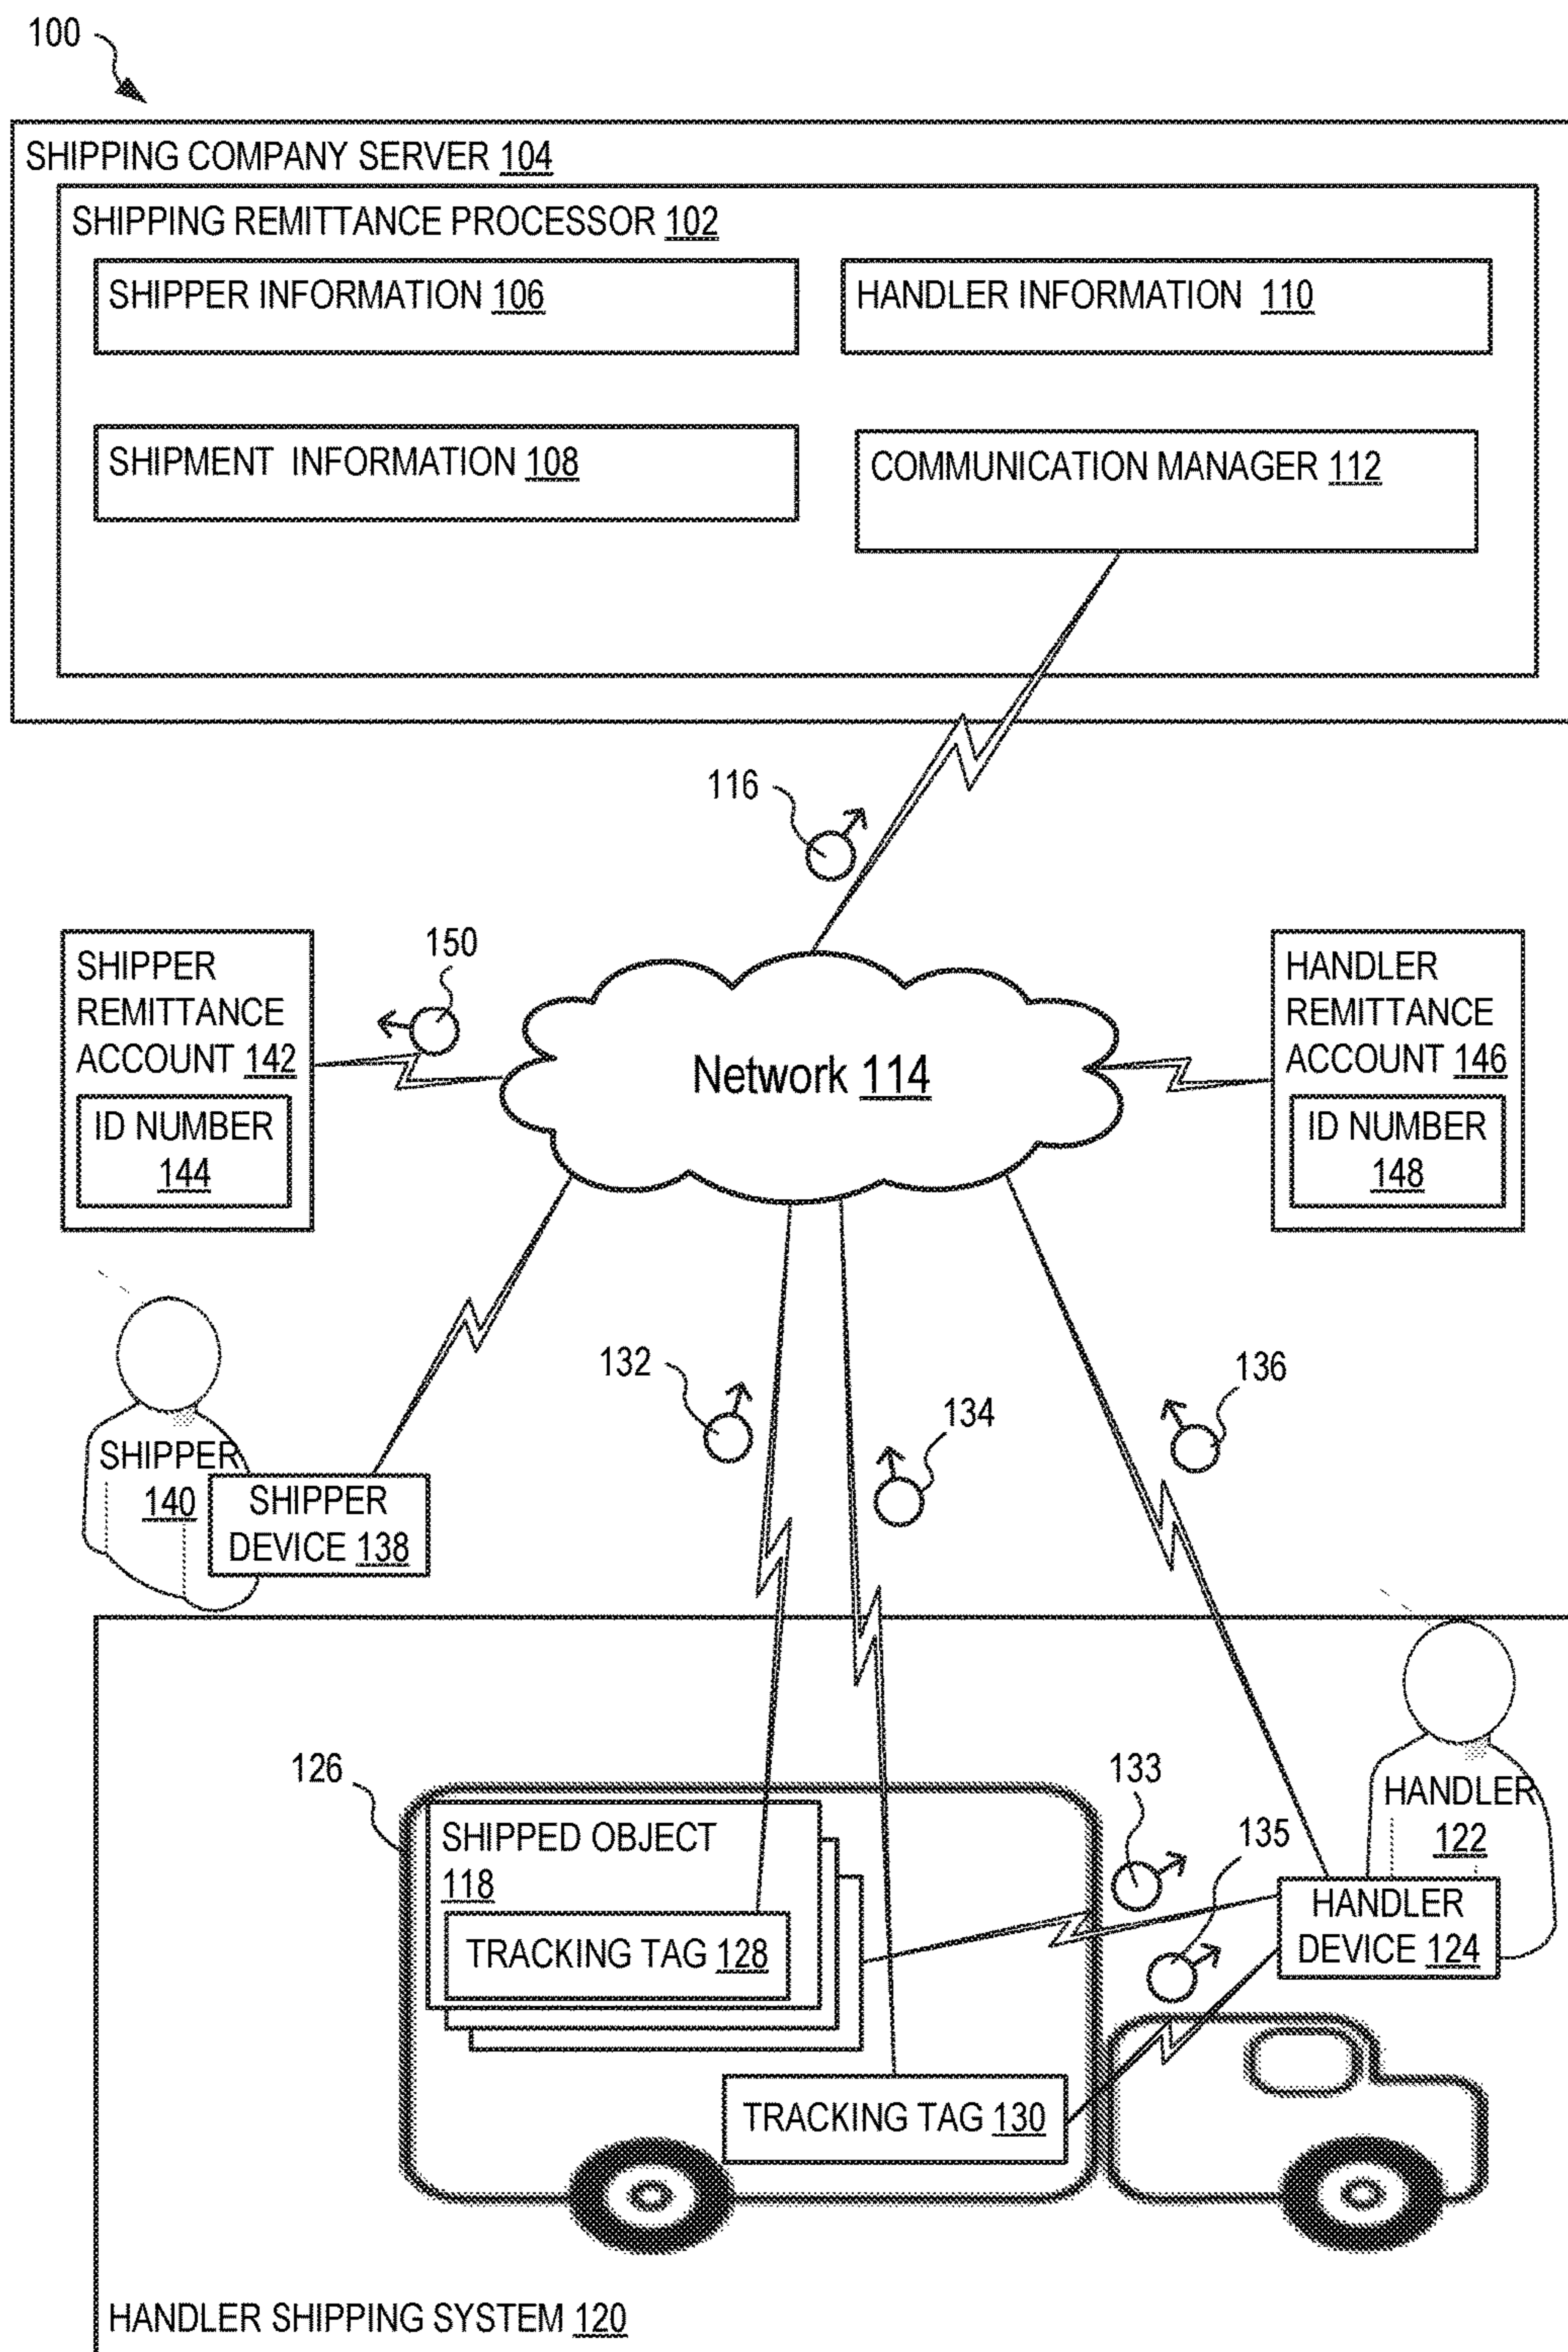 100
SHIPPING COMPANY SERVER 104
SHIPPING REMITTANCE PROCESSOR 102
SHIPPER INFORMATION 106
HANDLER INFORMATION 110
SHIPMENT INFORMATION 108
COMMUNICATION MANAGER 112
116
150
SHIPPER
REMITTANCE
ACCOUNT 142
ID NUMBER
144
Network 114
HANDLER
REMITTANCE
ACCOUNT 146
ID NUMBER
148
132
134
136
SHIPPER
140
SHIPPER
DEVICE 138
126
SHIPPED OBJECT
118
TRACKING TAG 128
133
135
HANDLER
122
HANDLER
DEVICE 124
TRACKING TAG 130
HANDLER SHIPPING SYSTEM 120